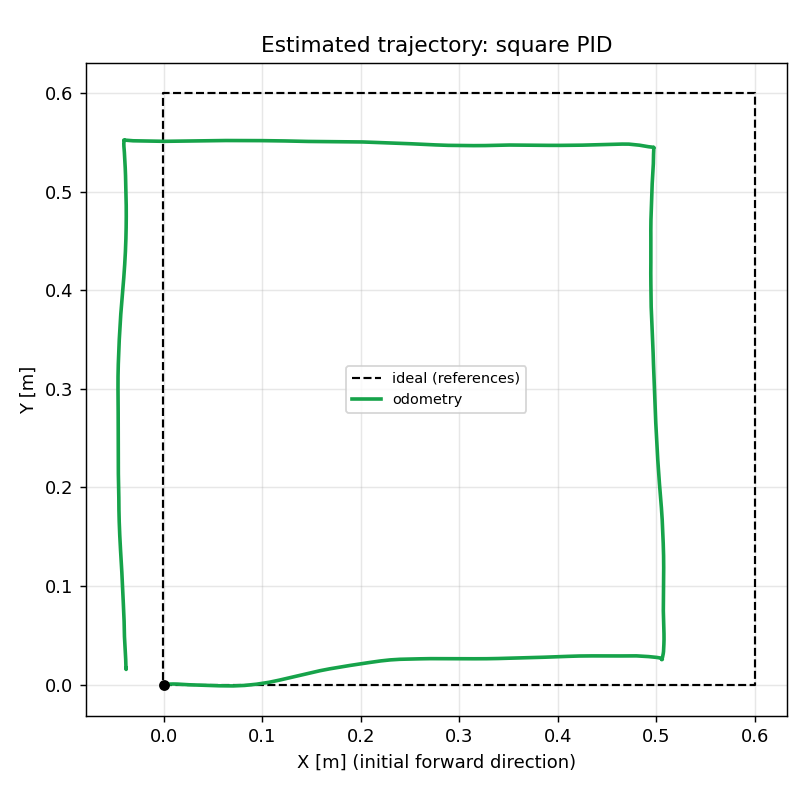 Estimated trajectory: square PID
0.6
0.5
0.4
0.3
0.2
0.1
0.0
Y [m]
ideal (references)
odometry
0.0 0.1 0.2 0.3 0.4 0.5 0.6
X [m] (initial forward direction)